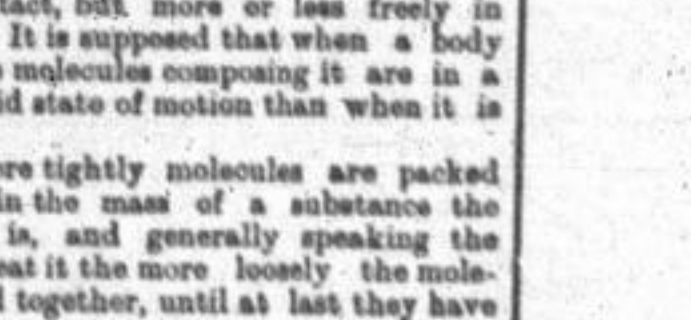 tact, but more or less freely in
It is supposed that when a body
molecules composing it are in a
id state of motion than when it is
ore tightly molecules are packed
in the mass of a substance the
is, and generally speaking the
eat it the more loosely the mole-
together, until at last they have